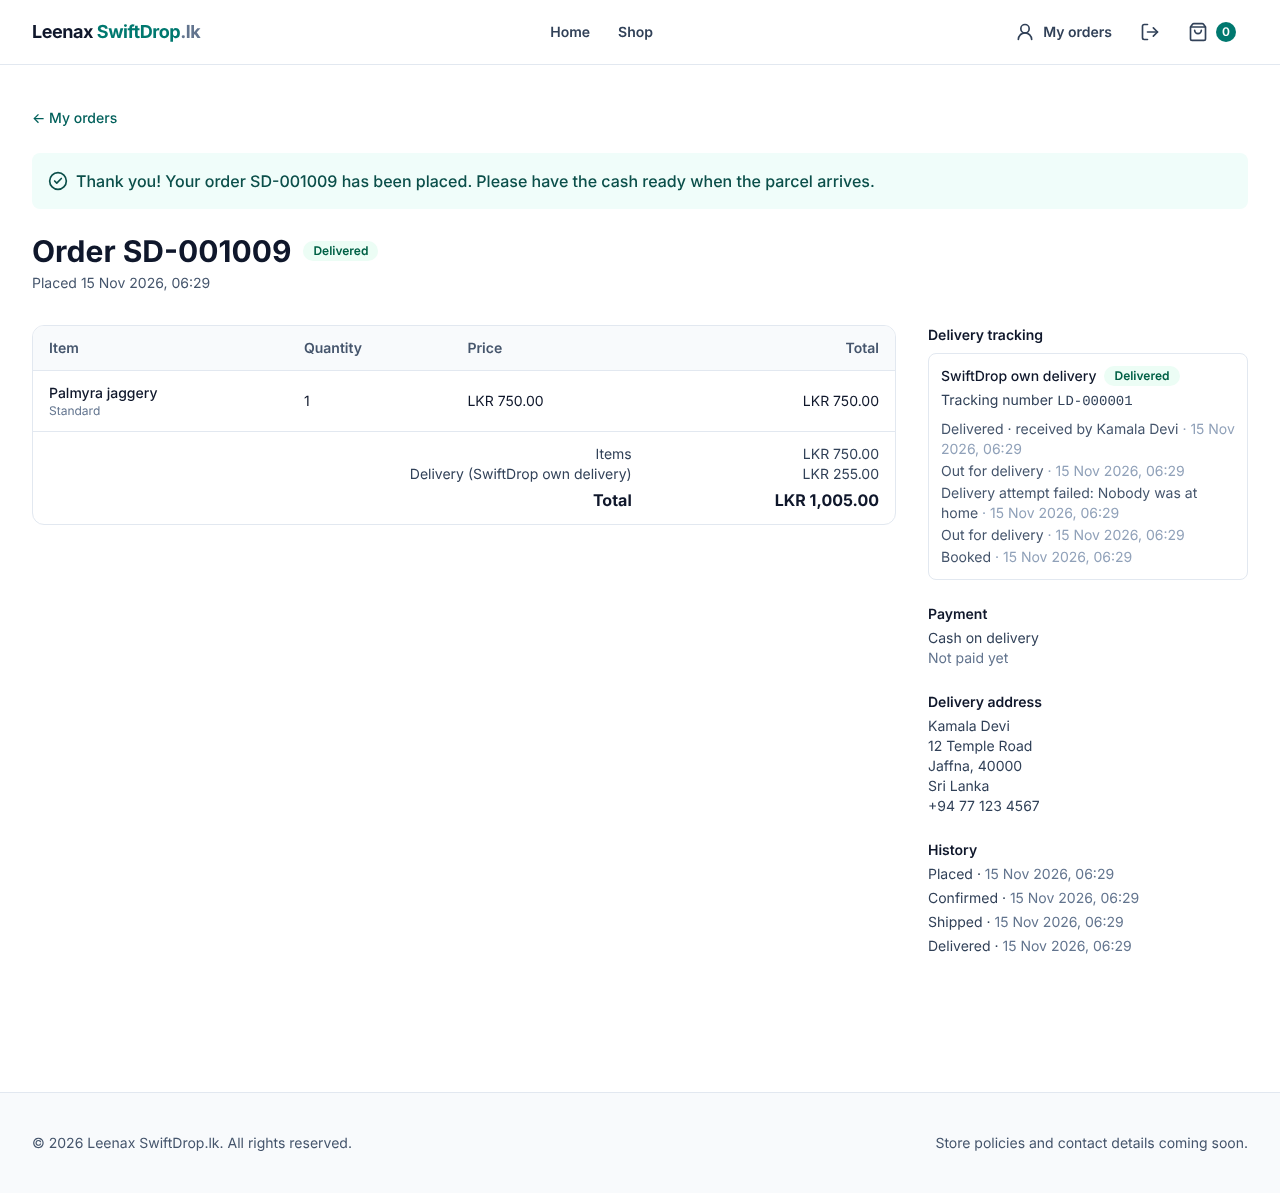 Leenax SwiftDrop.lk
Home Shop
My orders
0
← My orders
Thank you! Your order SD-001009 has been placed. Please have the cash ready when the parcel arrives.
Order SD-001009 Delivered
Placed 15 Nov 2026, 06:29
Item Quantity Price Total
Palmyra jaggery
Standard
1 LKR 750.00 LKR 750.00
Items LKR 750.00
Delivery (SwiftDrop own delivery) LKR 255.00
Total LKR 1,005.00
Delivery tracking
SwiftDrop own delivery Delivered
Tracking number LD-000001
Delivered · received by Kamala Devi · 15 Nov
2026, 06:29
Out for delivery · 15 Nov 2026, 06:29
Delivery attempt failed: Nobody was at
home · 15 Nov 2026, 06:29
Out for delivery · 15 Nov 2026, 06:29
Booked · 15 Nov 2026, 06:29
Payment
Cash on delivery
Not paid yet
Delivery address
Kamala Devi
12 Temple Road
Jaffna, 40000
Sri Lanka
+94 77 123 4567
History
Placed · 15 Nov 2026, 06:29
Confirmed · 15 Nov 2026, 06:29
Shipped · 15 Nov 2026, 06:29
Delivered · 15 Nov 2026, 06:29
© 2026 Leenax SwiftDrop.lk. All rights reserved.
Store policies and contact details coming soon.